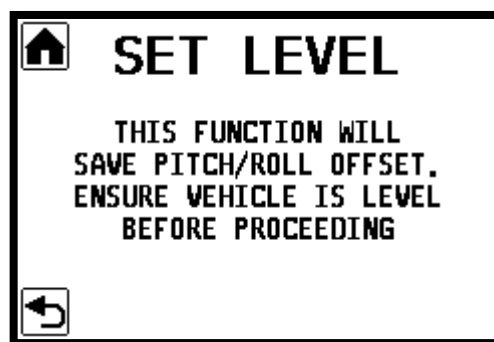 SET LEVEL
THIS FUNCTION WILL
SAVE PITCH/ROLL OFFSET.
ENSURE VEHICLE IS LEVEL
BEFORE PROCEEDING